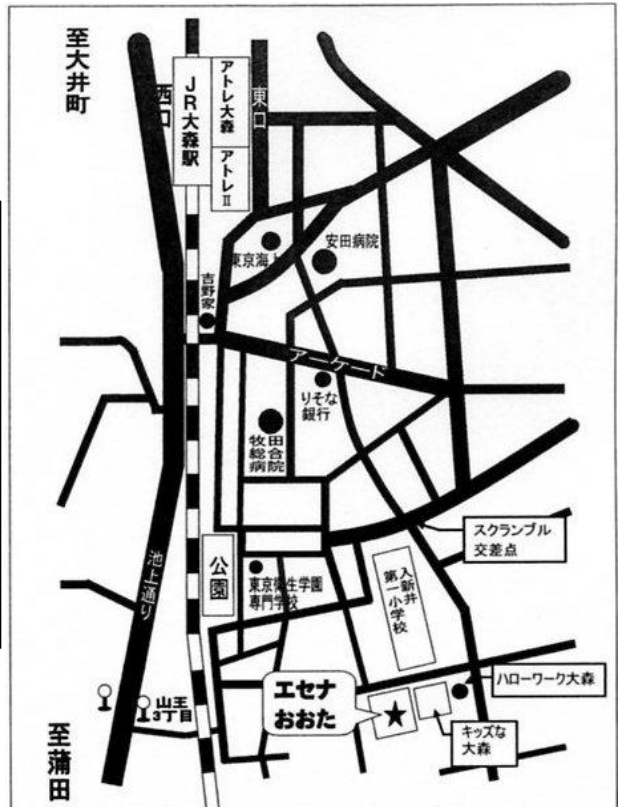 至大井町
西口
JR大森駅
アトレ大森
アトレⅡ
東口
東京海上
安田病院
吉野家
アーケード
りそな
銀行
牧田
総合
病院
スクランブル
交差点
池上通り
公園
東京衛生学園
専門学校
入新井
第一小学校
ハローワーク大森
エセナ
おおた
キッズな
大森
山王
3丁目
至蒲田